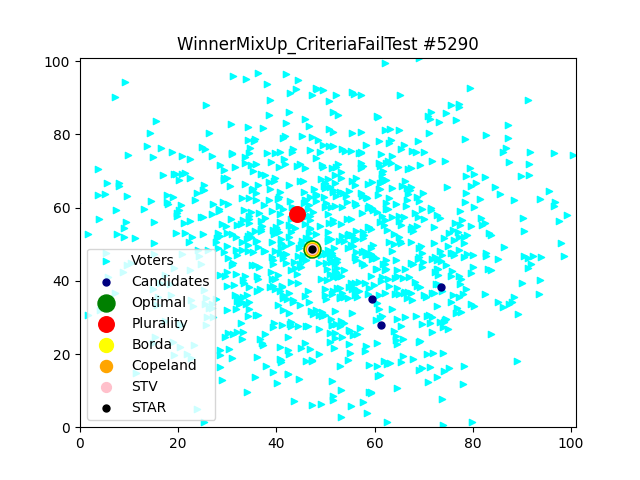 WinnerMixUp_CriteriaFailTest #5290
100
80
60
40
20
0
0 20 40 60 80 100
Voters
Candidates
Optimal
Plurality
Borda
Copeland
STV
STAR